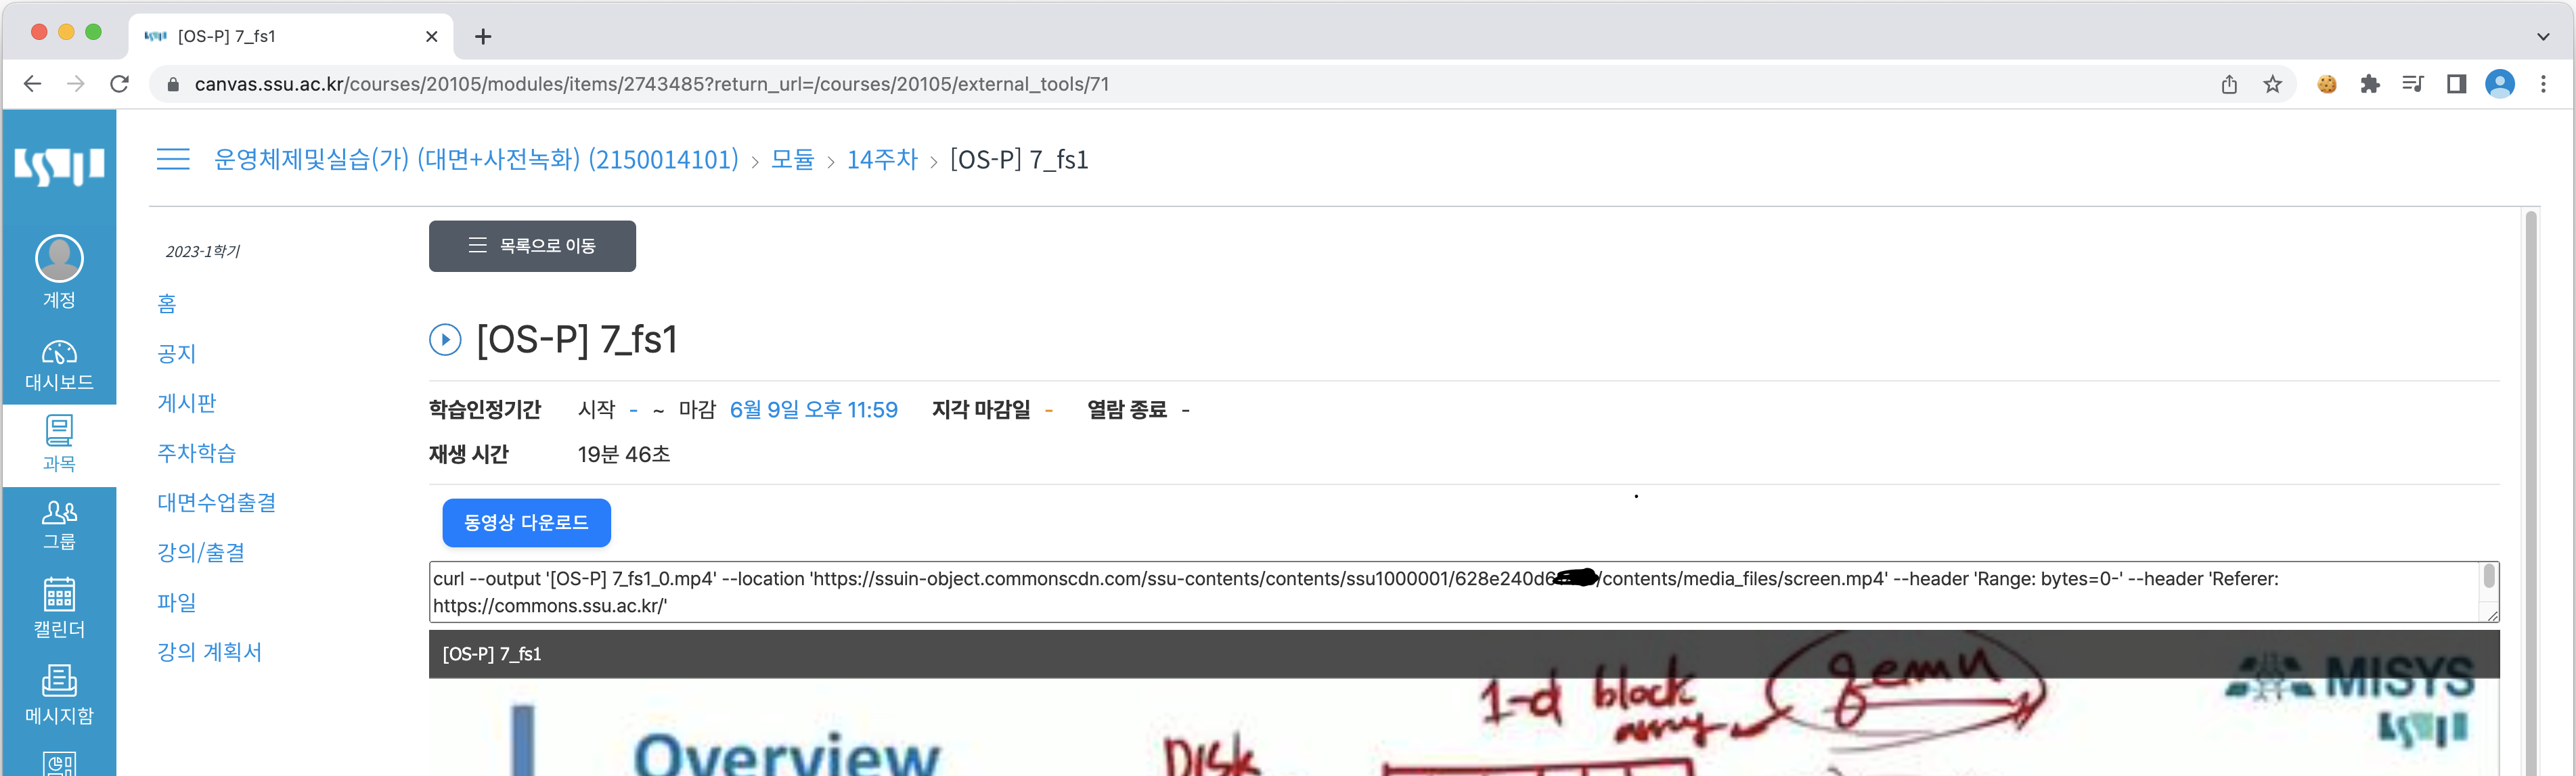 [OS-P] 7_fs1
canvas.ssu.ac.kr/courses/20105/modules/items/2743485?return_url=/courses/20105/external_tools/71
운영체제및실습(가) (대면+사전녹화) (2150014101) › 모듈 › 14주차 › [OS-P] 7_fs1
계정
대시보드
과목
그룹
캘린더
메시지함
2023-1학기
홈
공지
게시판
주차학습
대면수업출결
강의/출결
파일
강의 계획서
목록으로 이동
[OS-P] 7_fs1
학습인정기간 시작 - ~ 마감 6월 9일 오후 11:59 지각 마감일 - 열람 종료 -
재생 시간 19분 46초
동영상 다운로드
curl --output '[OS-P] 7_fs1_0.mp4' --location 'https://ssuin-object.commonscdn.com/ssu-contents/contents/ssu1000001/628e240d6 /contents/media_files/screen.mp4' --header 'Range: bytes=0-' --header 'Referer:
https://commons.ssu.ac.kr/'
[OS-P] 7_fs1
MISYS
Overview
1-d block
array
qemu
DISK